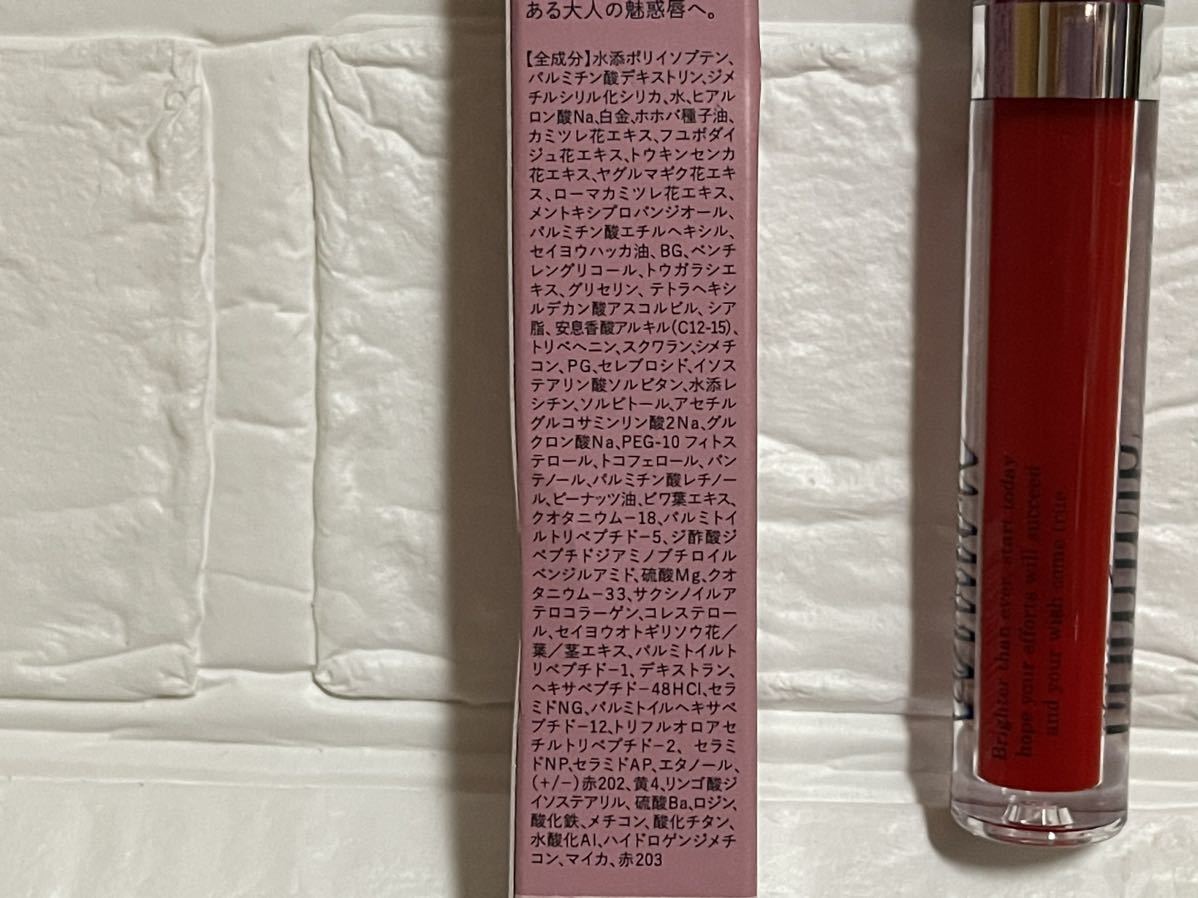 ある大人の魅惑唇へ。
【全成分】水添ポリイソブテン、
パルミチン酸デキストリン、ジメ
チルシリル化シリカ、水、ヒアル
ロン酸Na、白金、ホホバ種子油、
カミツレ花エキス、フユボダイ
ジュ花エキス、トウキンセンカ
花エキス、ヤグルマギク花エキ
ス、ローマカミツレ花エキス、
メントキシプロパンジオール、
パルミチン酸エチルヘキシル、
セイヨウハッカ油、BG、ペンチ
レングリコール、トウガラシエ
キス、グリセリン、テトラヘキシ
ルデカン酸アスコルビル、シア
脂、安息香酸アルキル(C12-15)、
トリベヘニン、スクワラン、シメチ
コン、PG、セレブロシド、イソス
テアリン酸ソルビタン、水添レ
シチン、ソルビトール、アセチル
グルコサミンリン酸2Na、グル
クロン酸Na、PEG-10 フィトス
テロール、トコフェロール、パン
テノール、パルミチン酸レチノー
ル、ピーナッツ油、ビワ葉エキス、
クオタニウム－18、パルミトイ
ルトリペプチド－5、ジ酢酸ジ
ペプチドジアミノブチロイル
ベンジルアミド、硫酸Mg、クオ
タニウム－33、サクシノイルア
テロコラーゲン、コレステロー
ル、セイヨウオトギリソウ花／
葉／茎エキス、パルミトイルト
リペプチド－1、デキストラン、
ヘキサペプチド－48HCl、セラ
ミドNG、パルミトイルヘキサペ
プチド－12、トリフルオロアセ
チルトリペプチド－2、セラミ
ドNP、セラミドAP、エタノール、
(+/−)赤202、黄4、リンゴ酸ジ
イソステアリル、硫酸Ba、ロジン、
酸化鉄、メチコン、酸化チタン、
水酸化Al、ハイドロゲンジメチ
コン、マイカ、赤203
Brighter than ever, start today
hope your efforts will succeed
and your wish come true